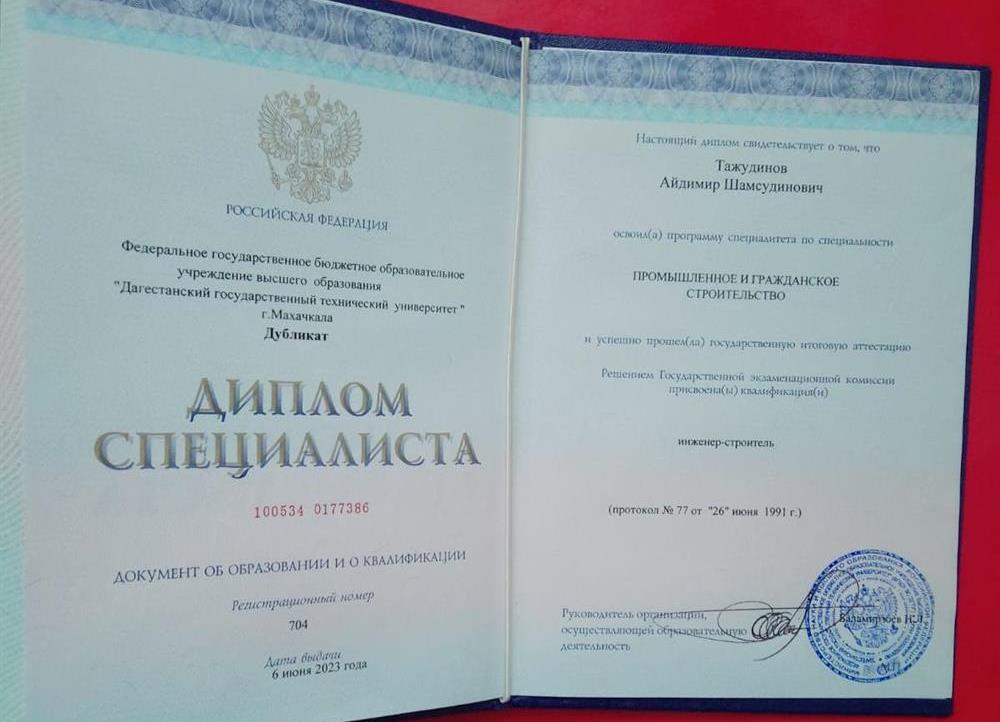 РОССИЙСКАЯ ФЕДЕРАЦИЯ
Федеральное государственное бюджетное образовательное
учреждение высшего образования
"Дагестанский государственный технический университет"
г.Махачкала
Дубликат
ДИПЛОМ
СПЕЦИАЛИСТА
100534 0177386
ДОКУМЕНТ ОБ ОБРАЗОВАНИИ И О КВАЛИФИКАЦИИ
Регистрационный номер
704
Дата выдачи
6 июня 2023 года
Настоящий диплом свидетельствует о том, что
Тажудинов
Айдимир Шамсудинович
освоил(а) программу специалитета по специальности
ПРОМЫШЛЕННОЕ И ГРАЖДАНСКОЕ
СТРОИТЕЛЬСТВО
и успешно прошел(ла) государственную итоговую аттестацию
Решением Государственной экзаменационной комиссии
присвоена(ы) квалификация(и)
инженер-строитель
(протокол № 77 от "26" июня 1991 г.)
Руководитель организации,
осуществляющей образовательную
деятельность
Баламирзоев Н.Л.